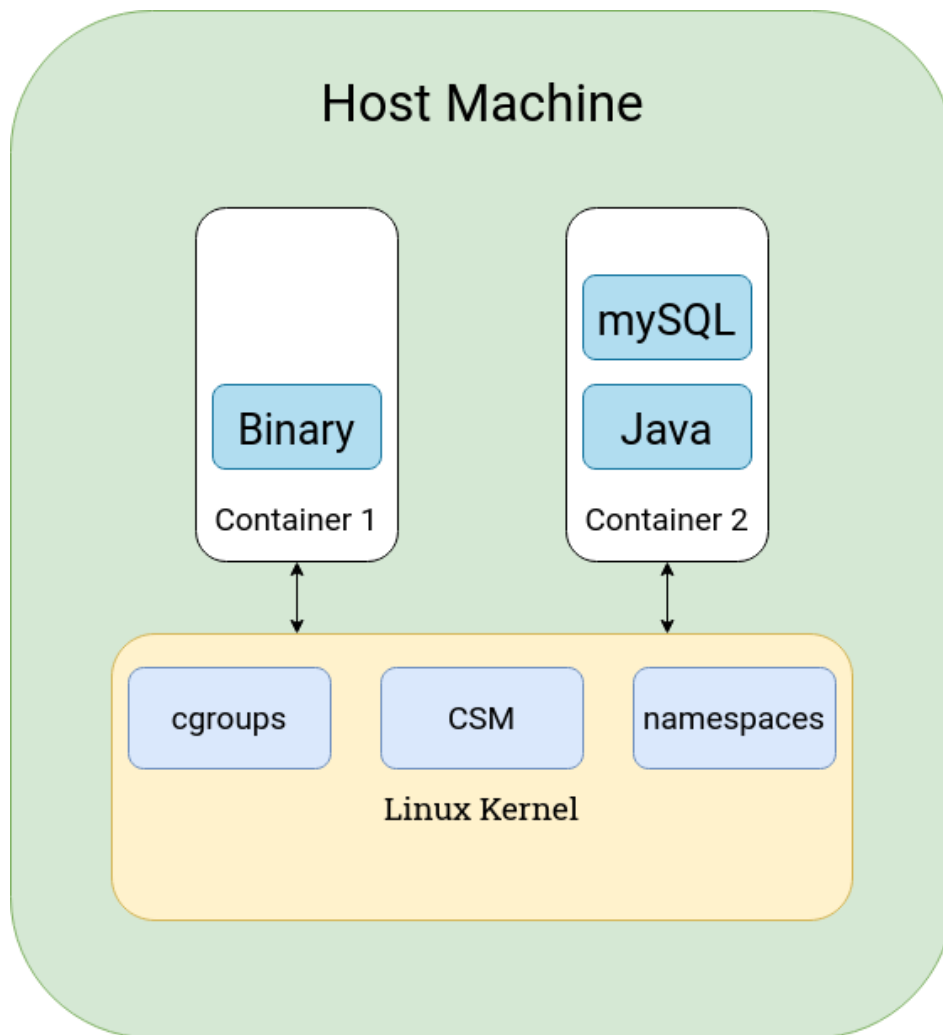 Host Machine
mySQL
Binary
Java
Container 1
Container 2
cgroups
CSM
namespaces
Linux Kernel